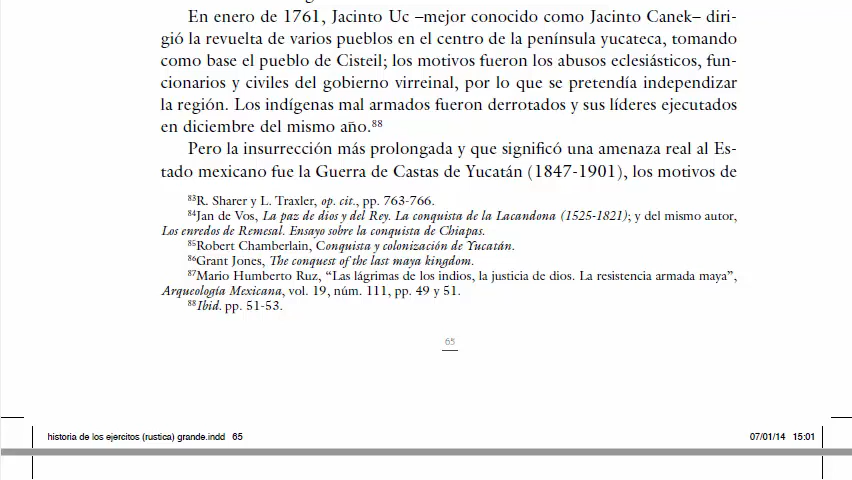 En enero de 1761, Jacinto Uc –mejor conocido como Jacinto Canek– diri-
gió la revuelta de varios pueblos en el centro de la península yucateca, tomando
como base el pueblo de Cisteil; los motivos fueron los abusos eclesiásticos, fun-
cionarios y civiles del gobierno virreinal, por lo que se pretendía independizar
la región. Los indígenas mal armados fueron derrotados y sus líderes ejecutados
en diciembre del mismo año.88
Pero la insurrección más prolongada y que significó una amenaza real al Es-
tado mexicano fue la Guerra de Castas de Yucatán (1847-1901), los motivos de
83R. Sharer y L. Traxler, op. cit., pp. 763-766.
84Jan de Vos, La paz de dios y del Rey. La conquista de la Lacandona (1525-1821); y del mismo autor,
Los enredos de Remesal. Ensayo sobre la conquista de Chiapas.
85Robert Chamberlain, Conquista y colonización de Yucatán.
86Grant Jones, The conquest of the last maya kingdom.
87Mario Humberto Ruz, “Las lágrimas de los indios, la justicia de dios. La resistencia armada maya”,
Arqueología Mexicana, vol. 19, núm. 111, pp. 49 y 51.
88Ibid. pp. 51-53.
65
historia de los ejercitos (rustica) grande.indd 65 07/01/14 15:01